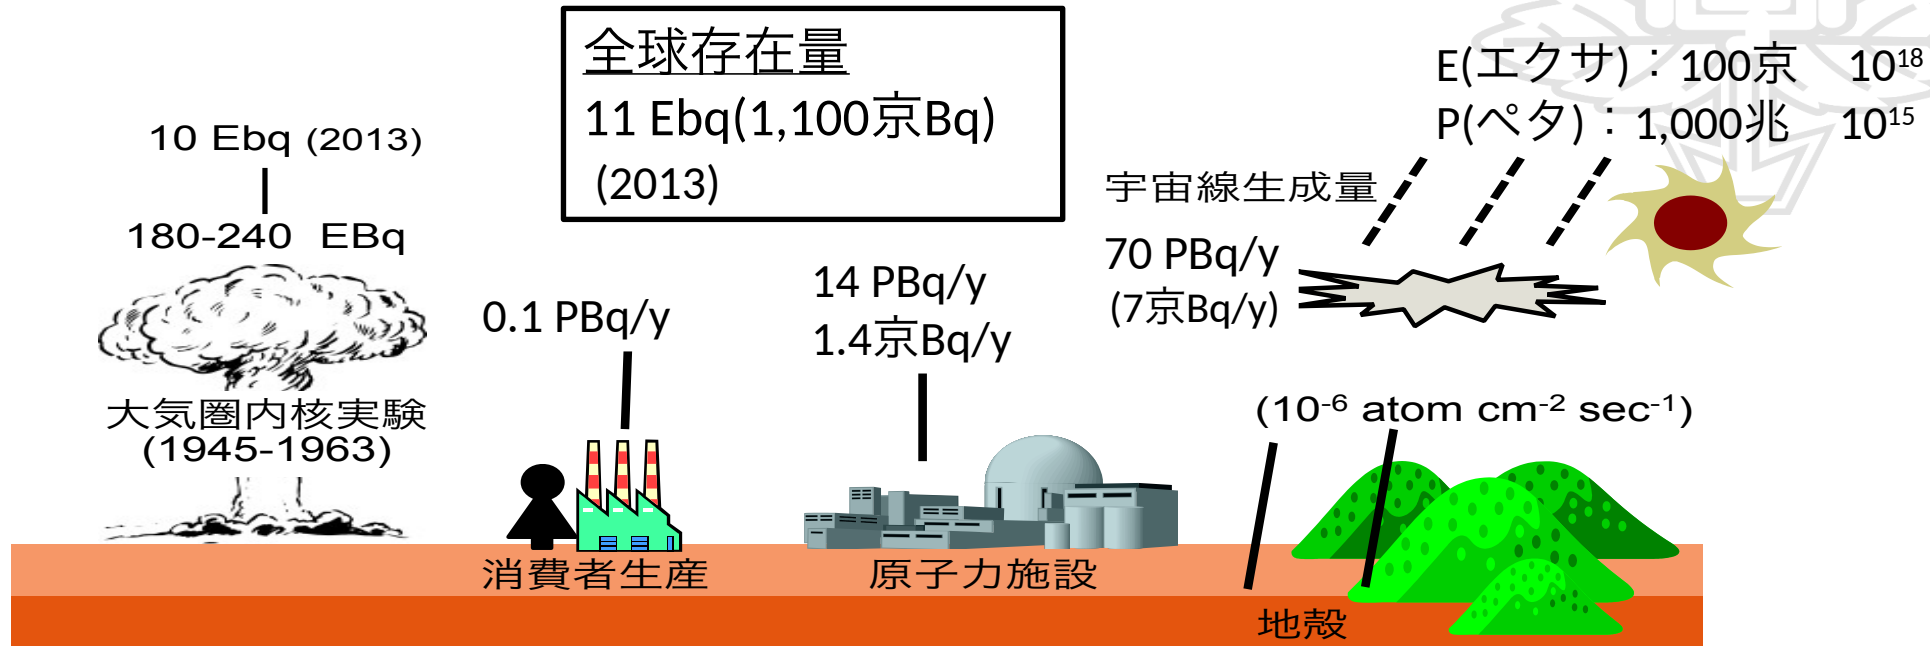 全球存在量
11 Ebq(1,100京Bq)
(2013)
E(エクサ)：100京 10¹⁸
P(ペタ)：1,000兆 10¹⁵
10 Ebq (2013)
180-240 EBq
大気圏内核実験
(1945-1963)
0.1 PBq/y
消費者生産
14 PBq/y
1.4京Bq/y
原子力施設
宇宙線生成量
70 PBq/y
(7京Bq/y)
(10⁻⁶ atom cm⁻² sec⁻¹)
地殻